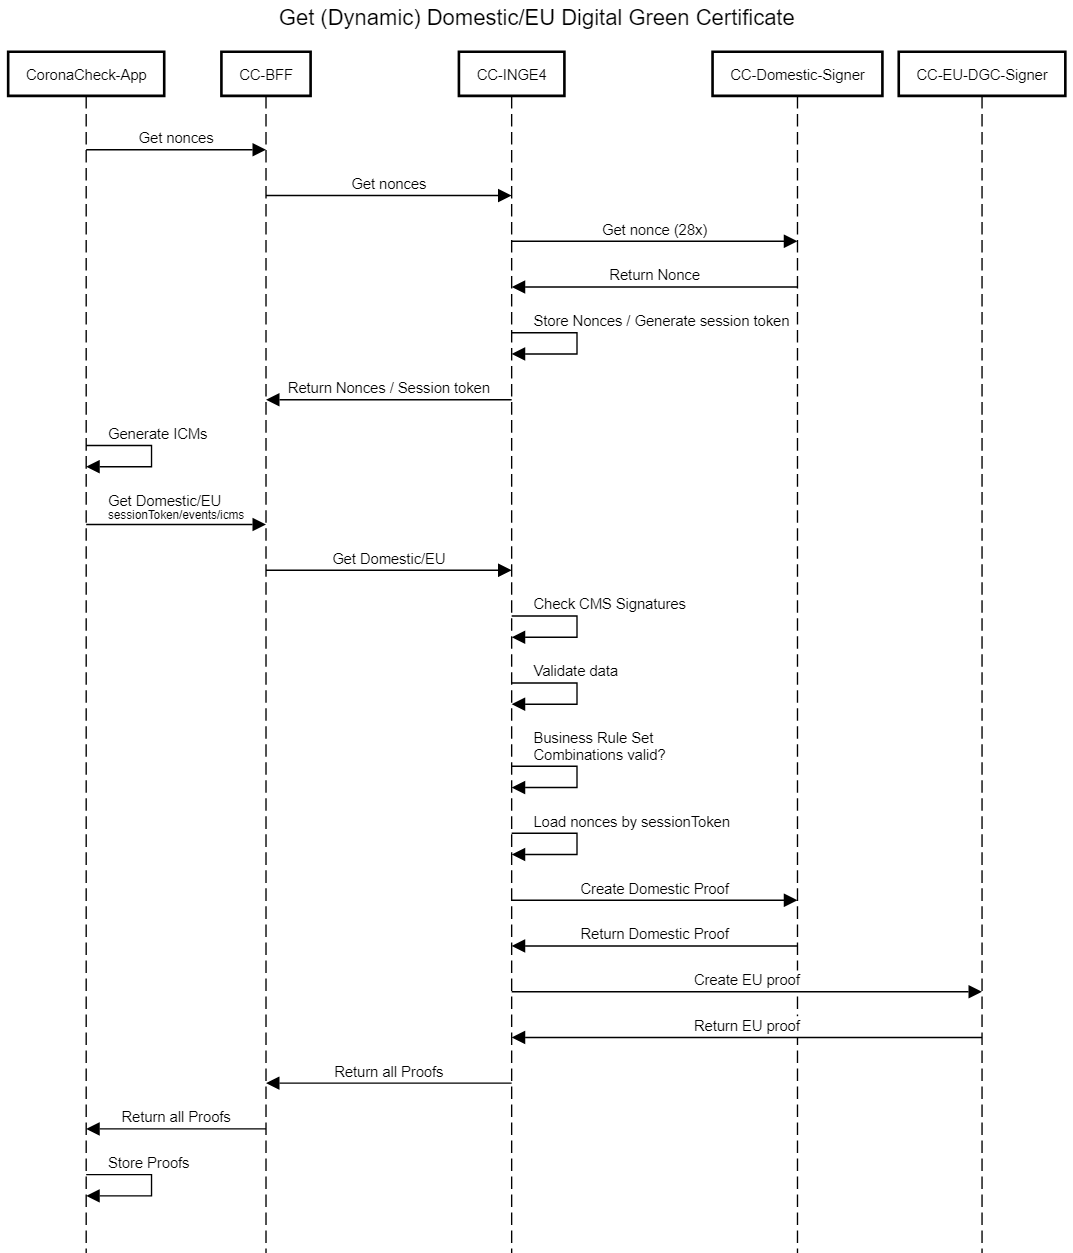 Get (Dynamic) Domestic/EU Digital Green Certificate
CoronaCheck-App
CC-BFF
CC-INGE4
CC-Domestic-Signer
CC-EU-DGC-Signer
Get nonces
Get nonces
Get nonce (28x)
Return Nonce
Store Nonces / Generate session token
Return Nonces / Session token
Generate ICMs
Get Domestic/EU
sessionToken/events/icms
Get Domestic/EU
Check CMS Signatures
Validate data
Business Rule Set
Combinations valid?
Load nonces by sessionToken
Create Domestic Proof
Return Domestic Proof
Create EU proof
Return EU proof
Return all Proofs
Return all Proofs
Store Proofs